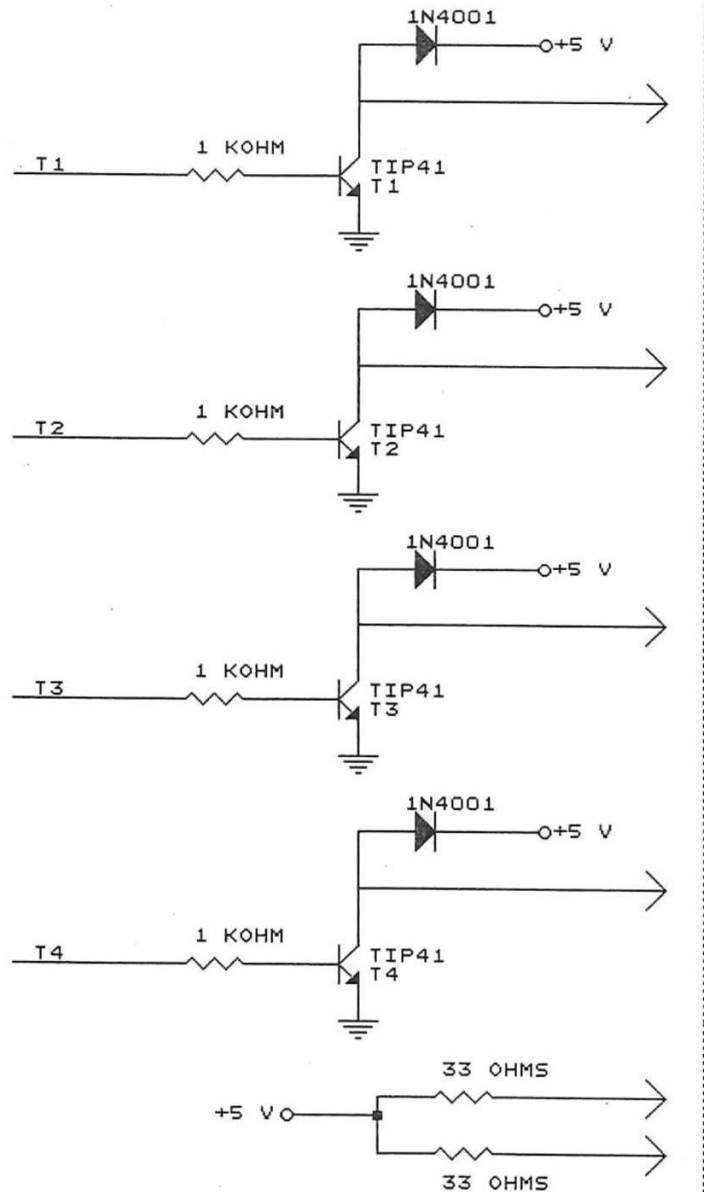 1N4001
+5 V
1 KOHM
T1
TIP41
T1
1N4001
+5 V
1 KOHM
T2
TIP41
T2
1N4001
+5 V
1 KOHM
T3
TIP41
T3
1N4001
+5 V
1 KOHM
T4
TIP41
T4
33 OHMS
+5 V
33 OHMS